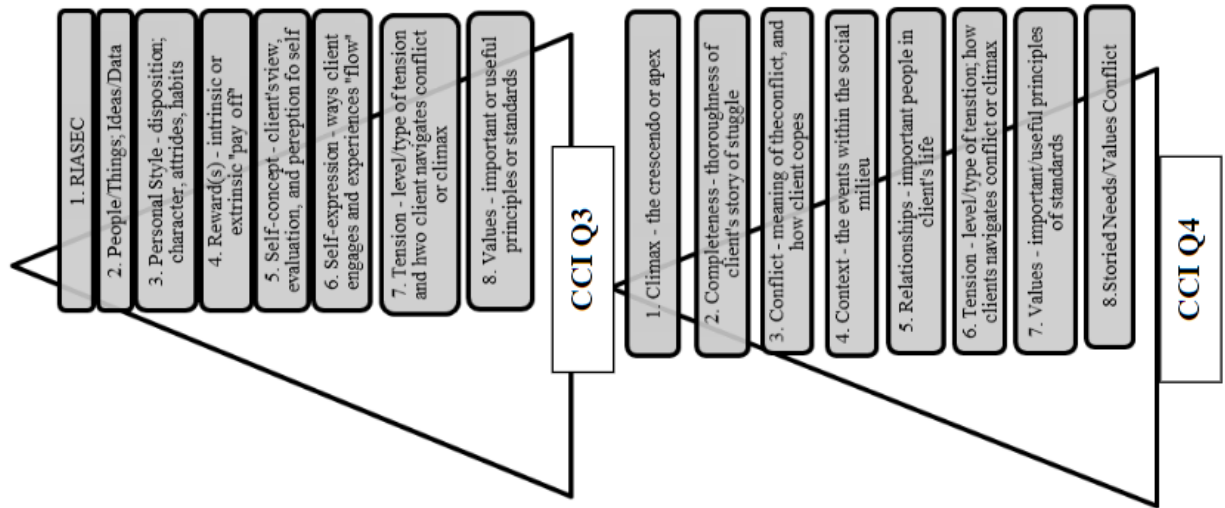 1. RIASEC
2. People/Things; Ideas/Data
3. Personal Style - disposition;
character, attrides, habits
4. Reward(s) - intrinsic or
extrinsic "pay off"
5. Self-concept - client's view,
evaluation, and pereption fo self
6. Self-expression - ways client
engages and experiences "flow"
7. Tension - level/type of tension
and hwo client navigates conflict
or climax
8. Values - important or useful
principles or standards
CCI Q3
1. Climax - the crescendo or apex
2. Completeness - thoroughness of
client's story of stuggle
3. Conflict - meaning of theconflict, and
how client copes
4. Context - the events within the social
milieu
5. Relationships - important people in
client's life
6. Tension - level/type of tenstion; how
clients navigates conflict or climax
7. Values - important/useful principles
of standards
8.Storied Needs/Values Conflict
CCI Q4